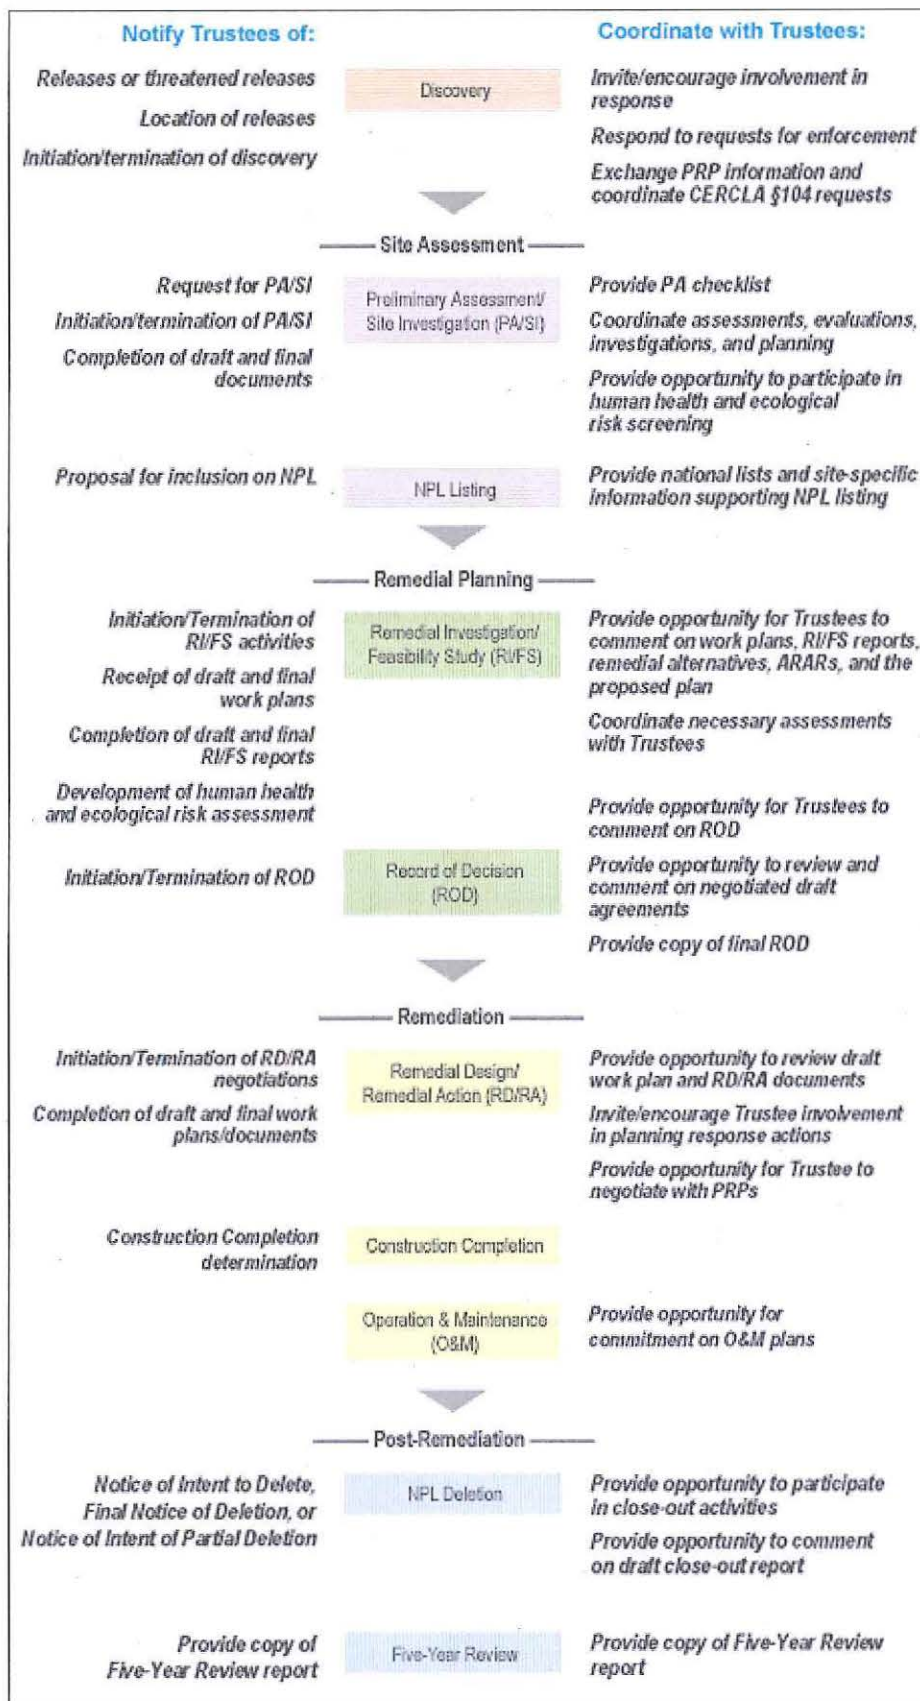 Notify Trustees of:
Coordinate with Trustees:
Releases or threatened releases
Location of releases
Initiation/termination of discovery
Discovery
Invite/encourage involvement in
response
Respond to requests for enforcement
Exchange PRP information and
coordinate CERCLA §104 requests
Site Assessment
Request for PA/SI
Initiation/termination of PA/SI
Completion of draft and final
documents
Preliminary Assessment/
Site Investigation (PA/SI)
Provide PA checklist
Coordinate assessments, evaluations,
investigations, and planning
Provide opportunity to participate in
human health and ecological
risk screening
Proposal for inclusion on NPL
NPL Listing
Provide national lists and site-specific
information supporting NPL listing
Remedial Planning
Initiation/Termination of
RI/FS activities
Receipt of draft and final
work plans
Completion of draft and final
RI/FS reports
Development of human health
and ecological risk assessment
Remedial Investigation/
Feasibility Study (RI/FS)
Provide opportunity for Trustees to
comment on work plans, RI/FS reports,
remedial alternatives, ARARs, and the
proposed plan
Coordinate necessary assessments
with Trustees
Initiation/Termination of ROD
Record of Decision
(ROD)
Provide opportunity for Trustees to
comment on ROD
Provide opportunity to review and
comment on negotiated draft
agreements
Provide copy of final ROD
Remediation
Initiation/Termination of RD/RA
negotiations
Completion of draft and final work
plans/documents
Remedial Design/
Remedial Action (RD/RA)
Provide opportunity to review draft
work plan and RD/RA documents
Invite/encourage Trustee involvement
in planning response actions
Provide opportunity for Trustee to
negotiate with PRPs
Construction Completion
determination
Construction Completion
Operation & Maintenance
(O&M)
Provide opportunity for
commitment on O&M plans
Post-Remediation
Notice of Intent to Delete,
Final Notice of Deletion, or
Notice of Intent of Partial Deletion
NPL Deletion
Provide opportunity to participate
in close-out activities
Provide opportunity to comment
on draft close-out report
Provide copy of
Five-Year Review report
Five-Year Review
Provide copy of Five-Year Review
report